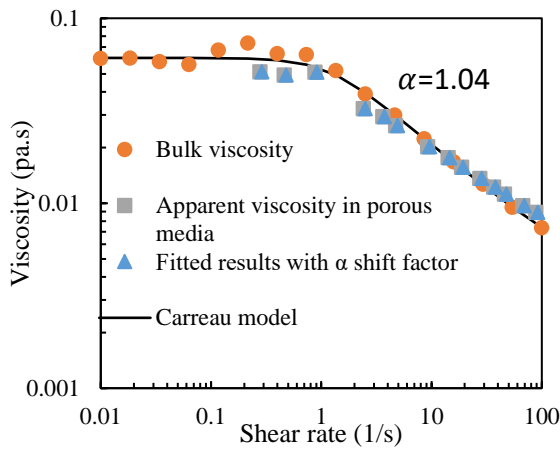 0.1
α=1.04
Bulk viscosity
0.01
Apparent viscosity in porous
media
Fitted results with α shift factor
Carreau model
0.001
0.01 0.1 1 10 100
Shear rate (1/s)
Viscosity (pa.s)